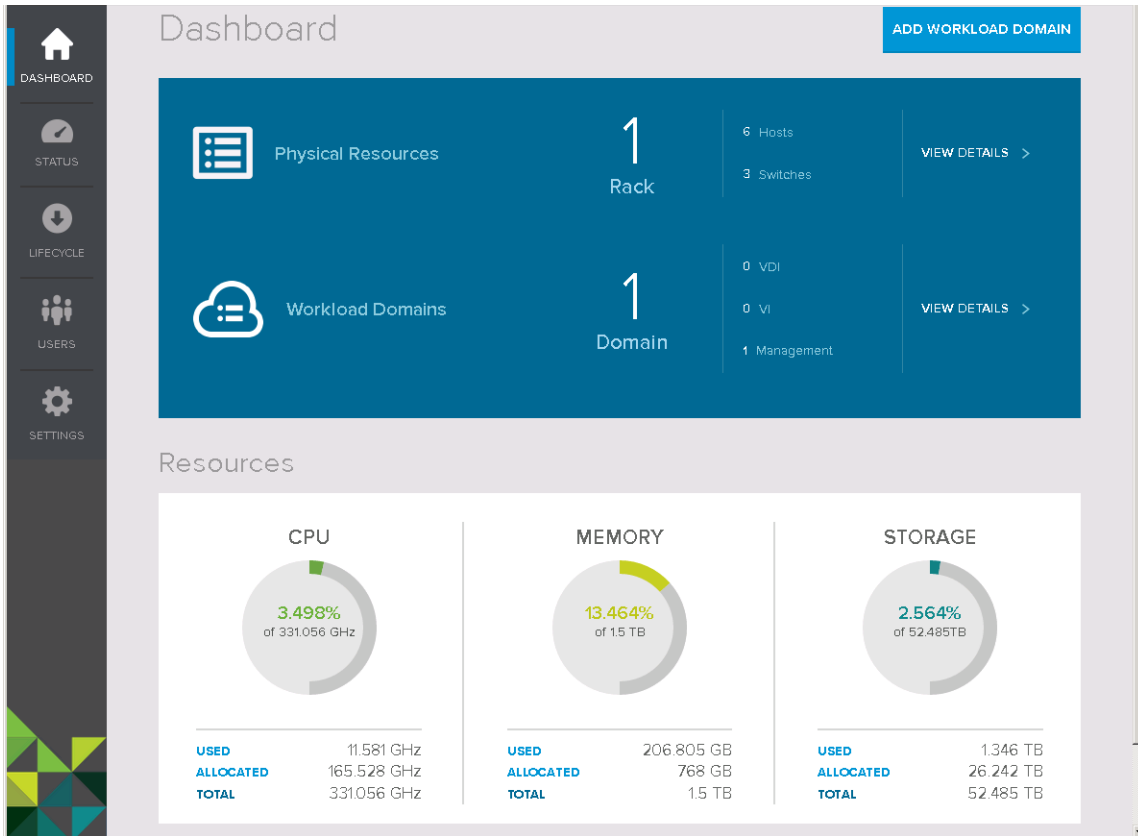 Dashboard
ADD WORKLOAD DOMAIN
DASHBOARD
STATUS
LIFECYCLE
USERS
SETTINGS
Physical Resources
1
Rack
6 Hosts
3 Switches
VIEW DETAILS >
Workload Domains
1
Domain
0 VDI
0 VI
1 Management
VIEW DETAILS >
Resources
CPU
3.498%
of 331.056 GHz
USED 11.581 GHz
ALLOCATED 165.528 GHz
TOTAL 331.056 GHz
MEMORY
13.464%
of 1.5 TB
USED 206.805 GB
ALLOCATED 768 GB
TOTAL 1.5 TB
STORAGE
2.564%
of 52.485TB
USED 1.346 TB
ALLOCATED 26.242 TB
TOTAL 52.485 TB